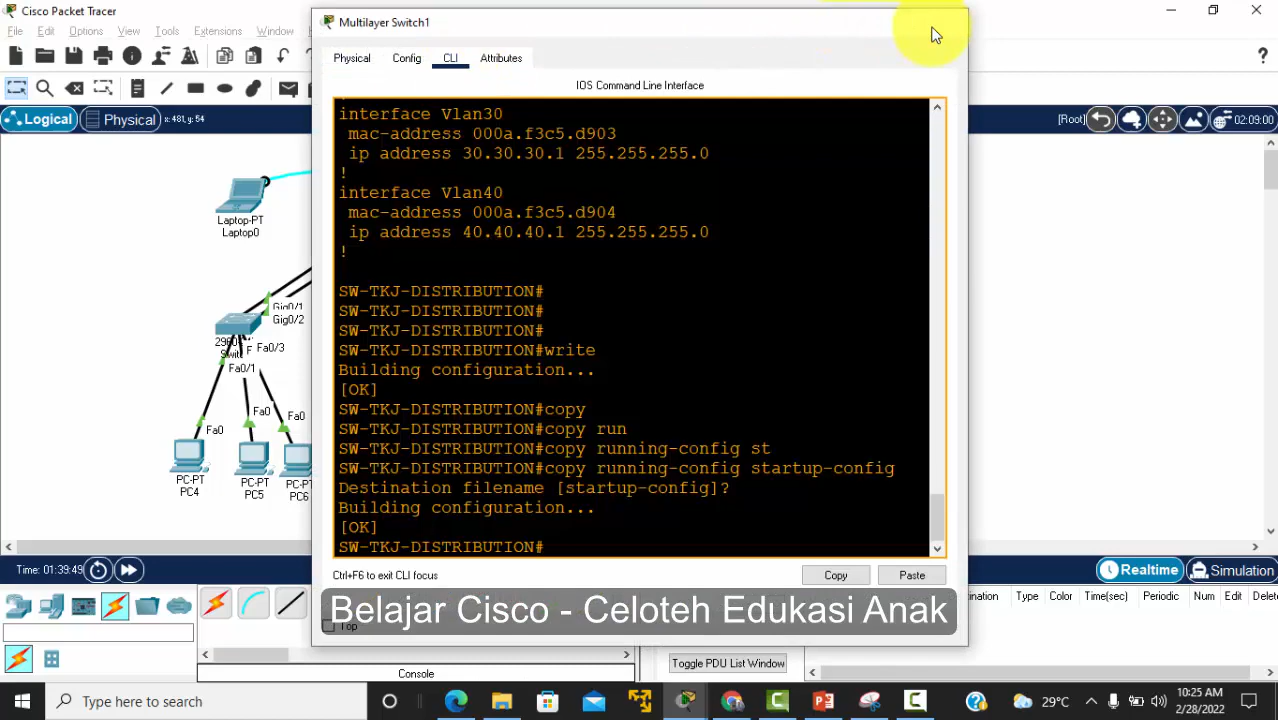 Cisco Packet Tracer
File Edit Options View Tools Extensions Window
Multilayer Switch1
Physical Config CLI Attributes
IOS Command Line Interface
Logical Physical x: 481, y: 54
[Root] 02:09:00
interface Vlan30
mac-address 000a.f3c5.d903
ip address 30.30.30.1 255.255.255.0
!
interface Vlan40
mac-address 000a.f3c5.d904
ip address 40.40.40.1 255.255.255.0
!
SW-TKJ-DISTRIBUTION#
SW-TKJ-DISTRIBUTION#
SW-TKJ-DISTRIBUTION#
SW-TKJ-DISTRIBUTION#write
Building configuration...
[OK]
SW-TKJ-DISTRIBUTION#copy
SW-TKJ-DISTRIBUTION#copy run
SW-TKJ-DISTRIBUTION#copy running-config st
SW-TKJ-DISTRIBUTION#copy running-config startup-config
Destination filename [startup-config]?
Building configuration...
[OK]
SW-TKJ-DISTRIBUTION#
Ctrl+F6 to exit CLI focus
Copy Paste
Laptop-PT
Laptop0
Gig0/1
Gig0/2
F Fa0/3
Fa0/1
Fa0 Fa0 Fa0
PC-PT
PC4
PC-PT
PC5
PC-PT
PC6
Time: 01:39:49
Realtime Simulation
Type Color Time(sec) Periodic Num Edit
Belajar Cisco - Celoteh Edukasi Anak
Top
Toggle PDU List Window
Console
Type here to search
29°C
10:25 AM
2/28/2022